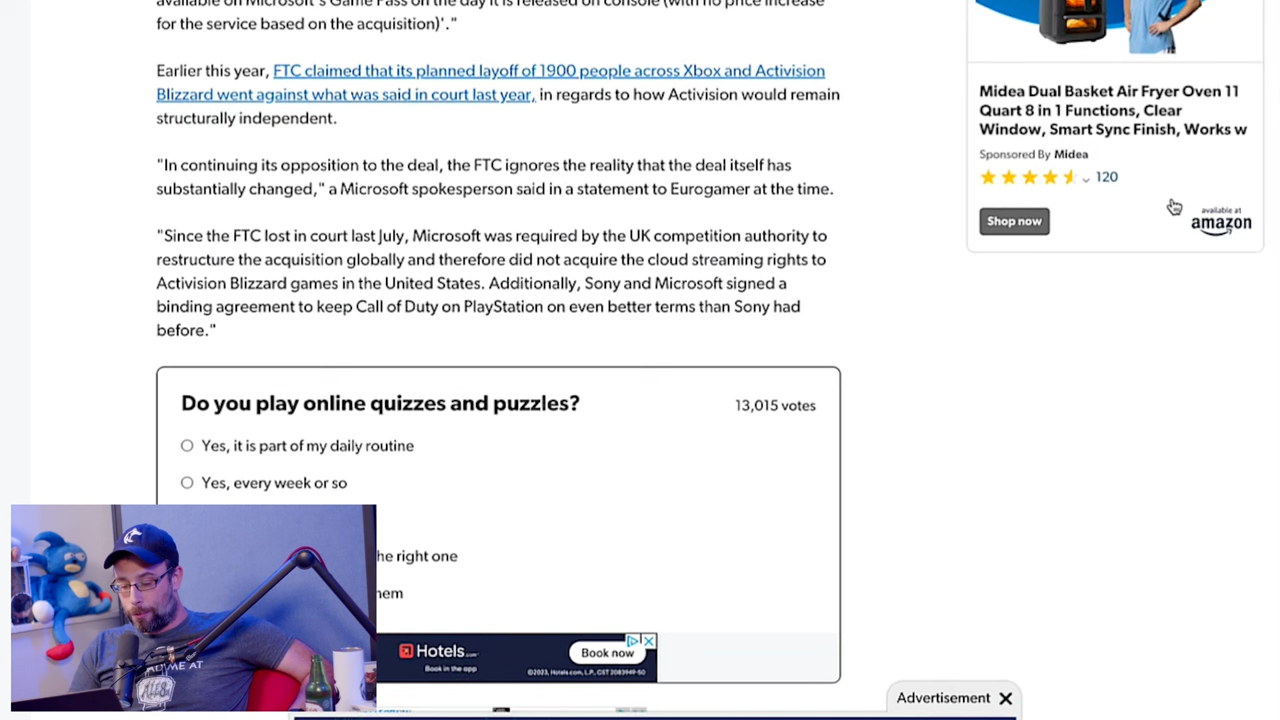 available on Microsoft's Game Pass on the day it is released on console (with no price increase
for the service based on the acquisition)'."
Earlier this year, FTC claimed that its planned layoff of 1900 people across Xbox and Activision
Blizzard went against what was said in court last year, in regards to how Activision would remain
structurally independent.
"In continuing its opposition to the deal, the FTC ignores the reality that the deal itself has
substantially changed," a Microsoft spokesperson said in a statement to Eurogamer at the time.
"Since the FTC lost in court last July, Microsoft was required by the UK competition authority to
restructure the acquisition globally and therefore did not acquire the cloud streaming rights to
Activision Blizzard games in the United States. Additionally, Sony and Microsoft signed a
binding agreement to keep Call of Duty on PlayStation on even better terms than Sony had
before."
Do you play online quizzes and puzzles?
13,015 votes
Yes, it is part of my daily routine
Yes, every week or so
he right one
hem
Hotels.com
Book in the app
Book now
©2023, Hotels.com, L.P., CST 2083949-50
Midea Dual Basket Air Fryer Oven 11
Quart 8 in 1 Functions, Clear
Window, Smart Sync Finish, Works w
Sponsored By Midea
120
Shop now
available at
amazon
Advertisement